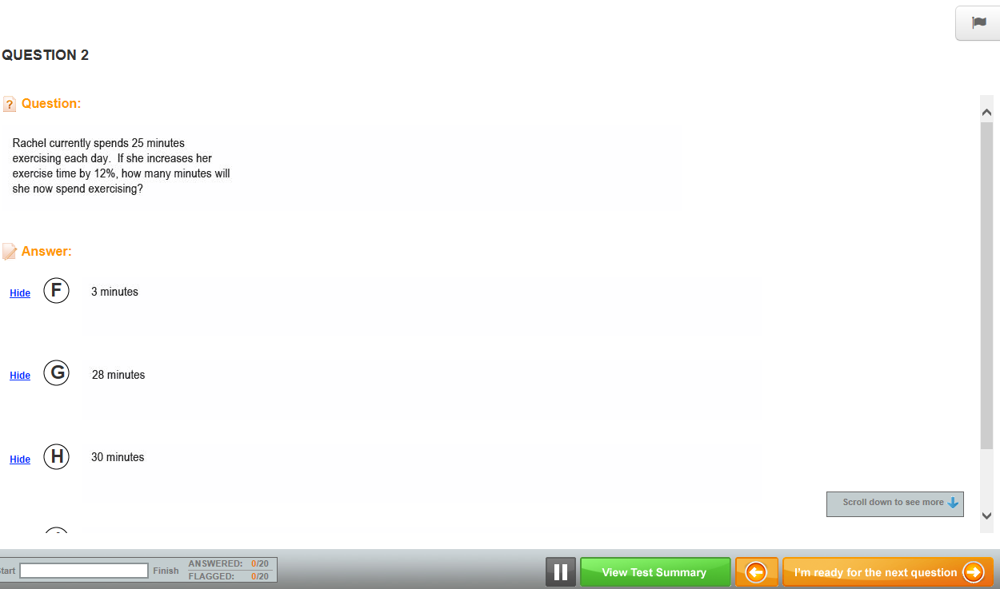 QUESTION 2
? Question:
Rachel currently spends 25 minutes
exercising each day. If she increases her
exercise time by 12%, how many minutes will
she now spend exercising?
Answer:
Hide F 3 minutes
Hide G 28 minutes
Hide H 30 minutes
Scroll down to see more
Start Finish ANSWERED: 0/20
FLAGGED: 0/20
View Test Summary
I'm ready for the next question